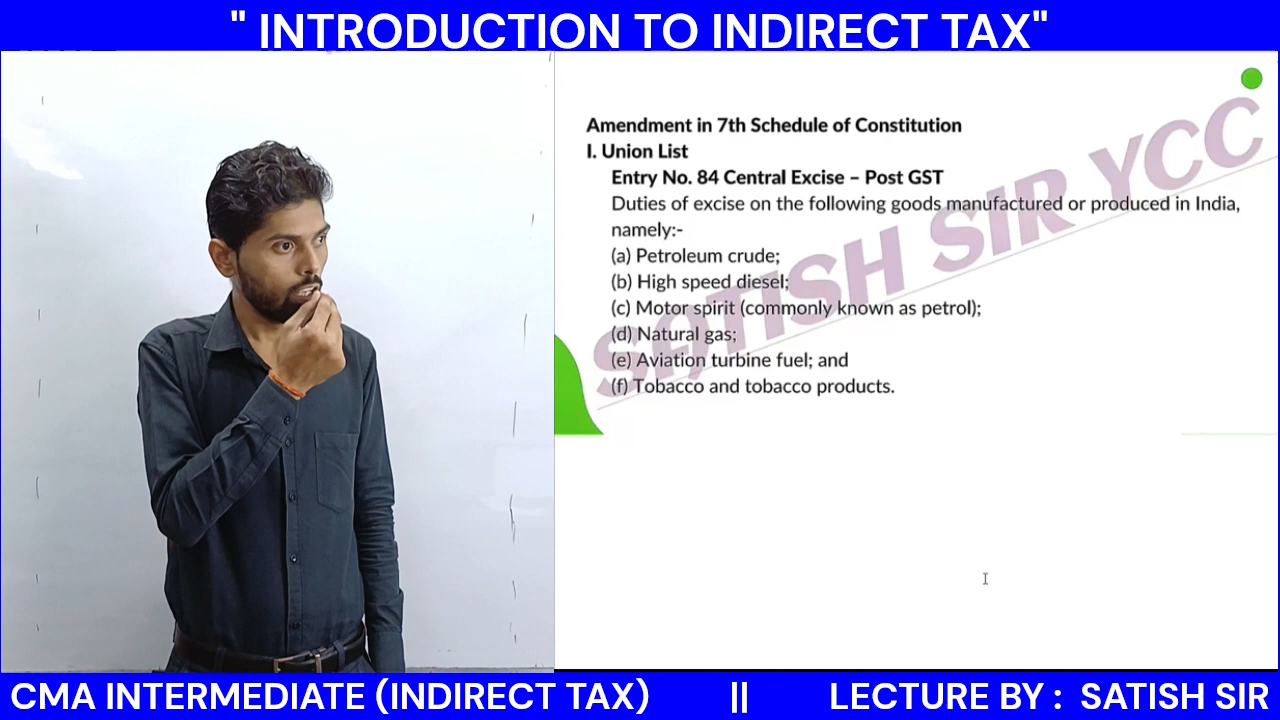 " INTRODUCTION TO INDIRECT TAX"
Amendment in 7th Schedule of Constitution
I. Union List
Entry No. 84 Central Excise – Post GST
Duties of excise on the following goods manufactured or produced in India,
namely:-
(a) Petroleum crude;
(b) High speed diesel;
(c) Motor spirit (commonly known as petrol);
(d) Natural gas;
(e) Aviation turbine fuel; and
(f) Tobacco and tobacco products.
SATISH SIR YCC
CMA INTERMEDIATE (INDIRECT TAX) || LECTURE BY : SATISH SIR